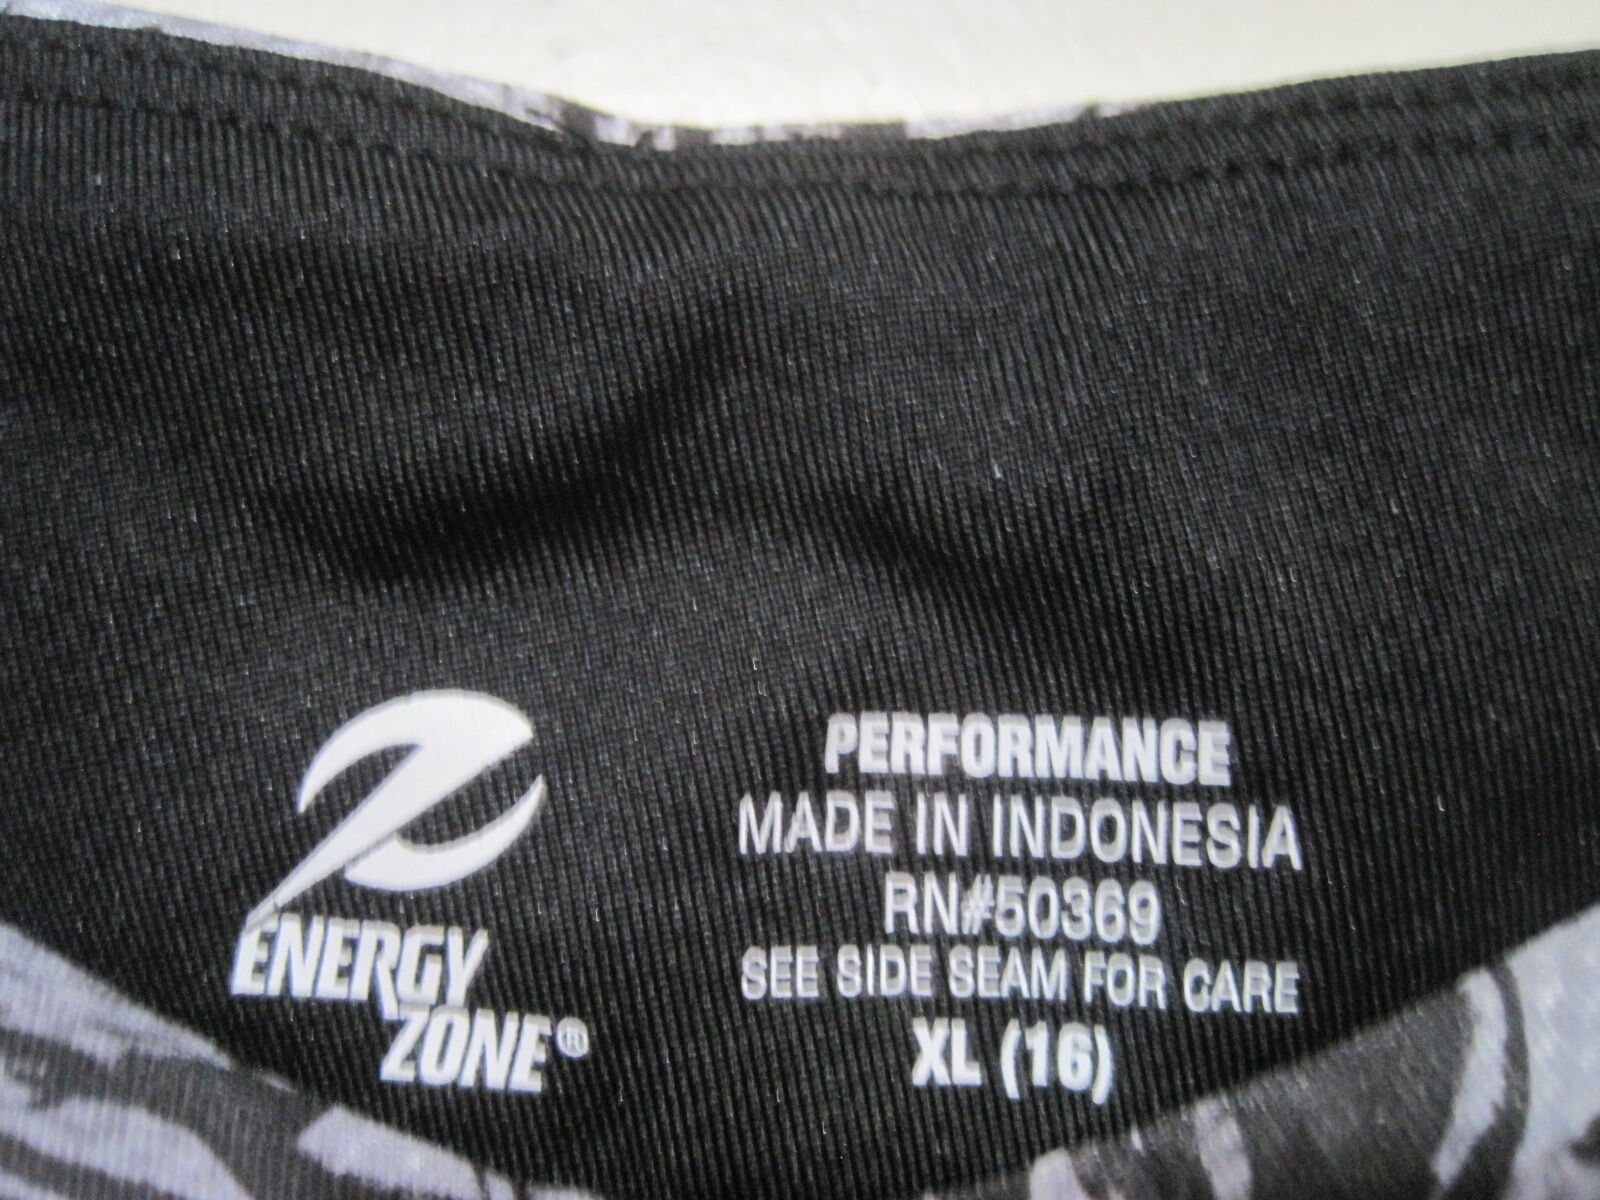 ENERGY
ZONE®
PERFORMANCE
MADE IN INDONESIA
RN#50369
SEE SIDE SEAM FOR CARE
XL (16)